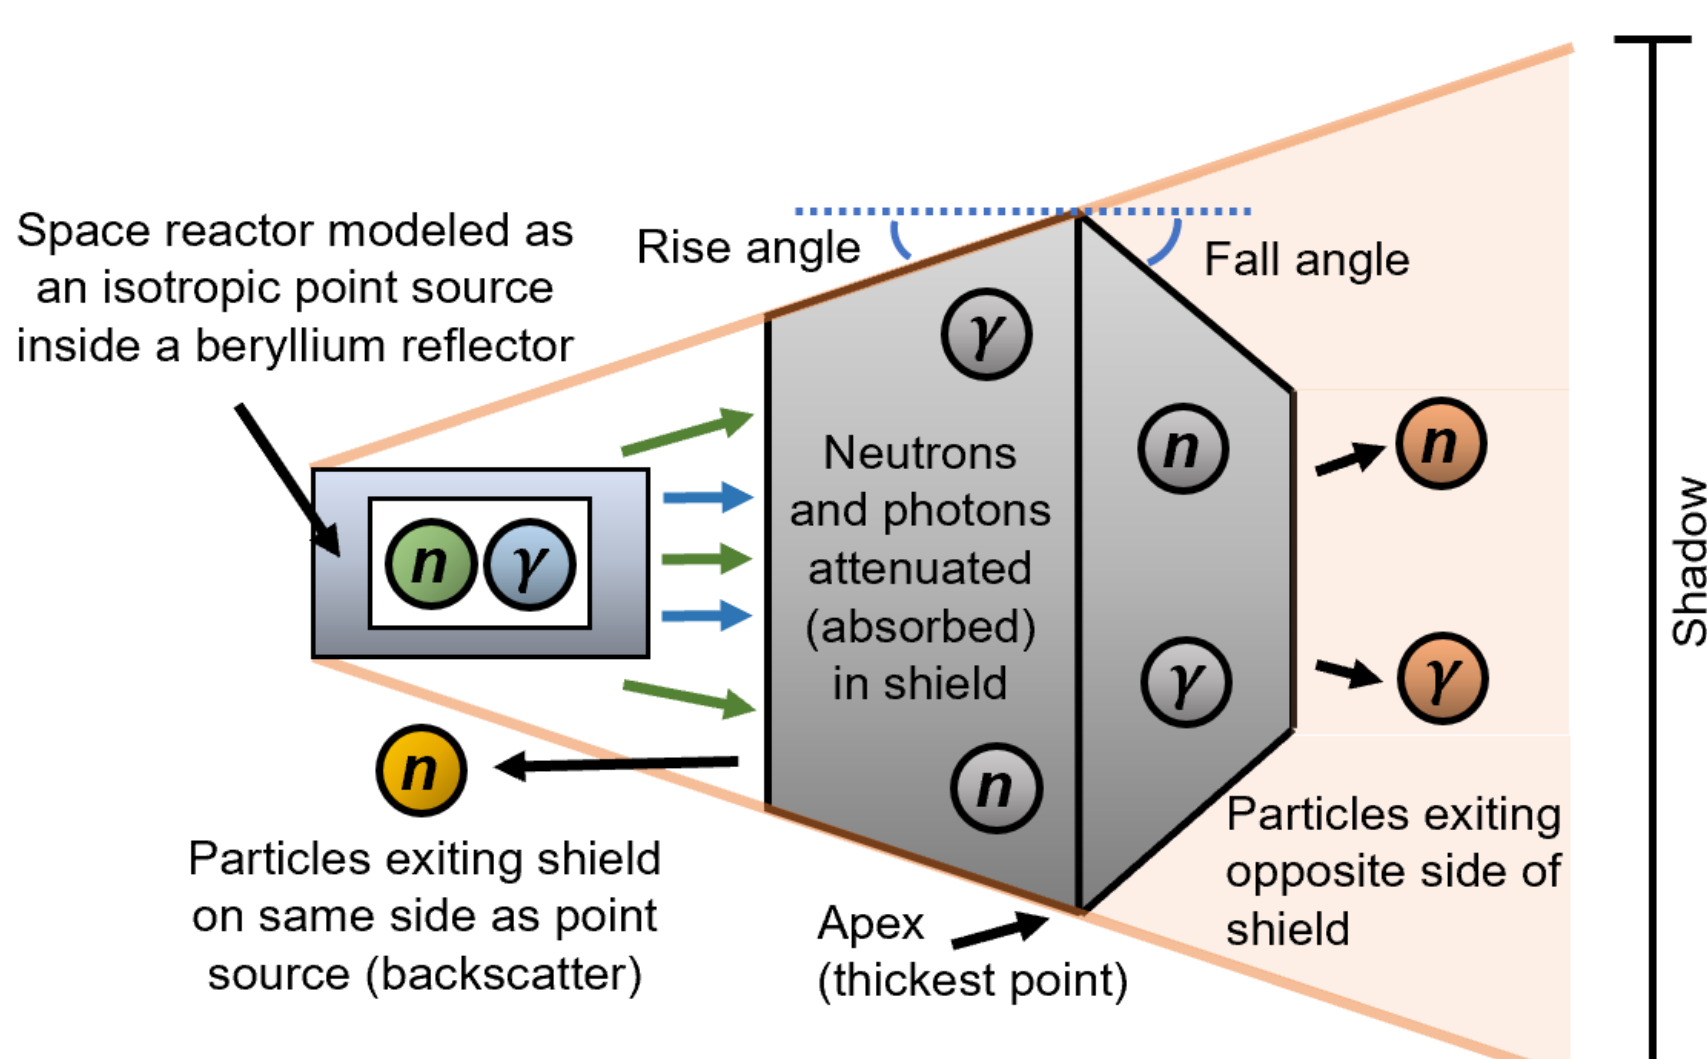 Space reactor modeled as
an isotropic point source
inside a beryllium reflector
Rise angle
Fall angle
γ
n
γ
Neutrons
and photons
attenuated
(absorbed)
in shield
n
n
γ
n
n
γ
Shadow
Particles exiting shield
on same side as point
source (backscatter)
Apex
(thickest point)
Particles exiting
opposite side of
shield